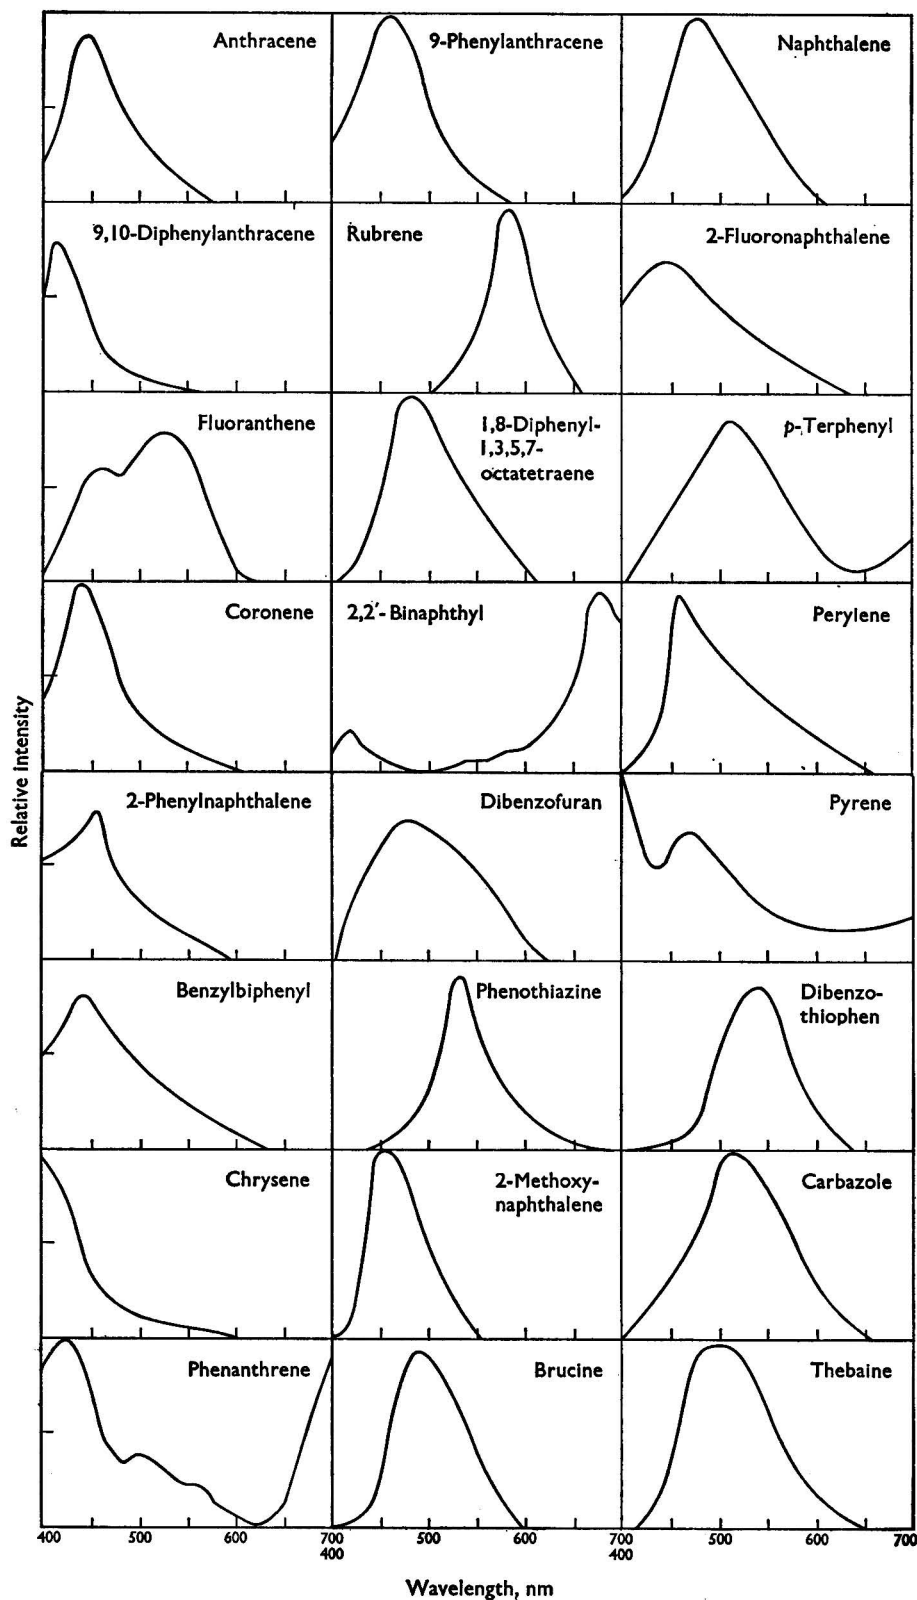 Anthracene
9-Phenylanthracene
Naphthalene
9,10-Diphenylanthracene
Rubrene
2-Fluoronaphthalene
Fluoranthene
1,8-Diphenyl-
1,3,5,7-
octatetraene
p-Terphenyl
Coronene
2,2′- Binaphthyl
Perylene
Relative intensity
2-Phenylnaphthalene
Dibenzofuran
Pyrene
Benzylbiphenyl
Phenothiazine
Dibenzo-
thiophen
Chrysene
2-Methoxy-
naphthalene
Carbazole
Phenanthrene
Brucine
Thebaine
400 500 600 700 500 600 700 500 600 700
400 400
Wavelength, nm